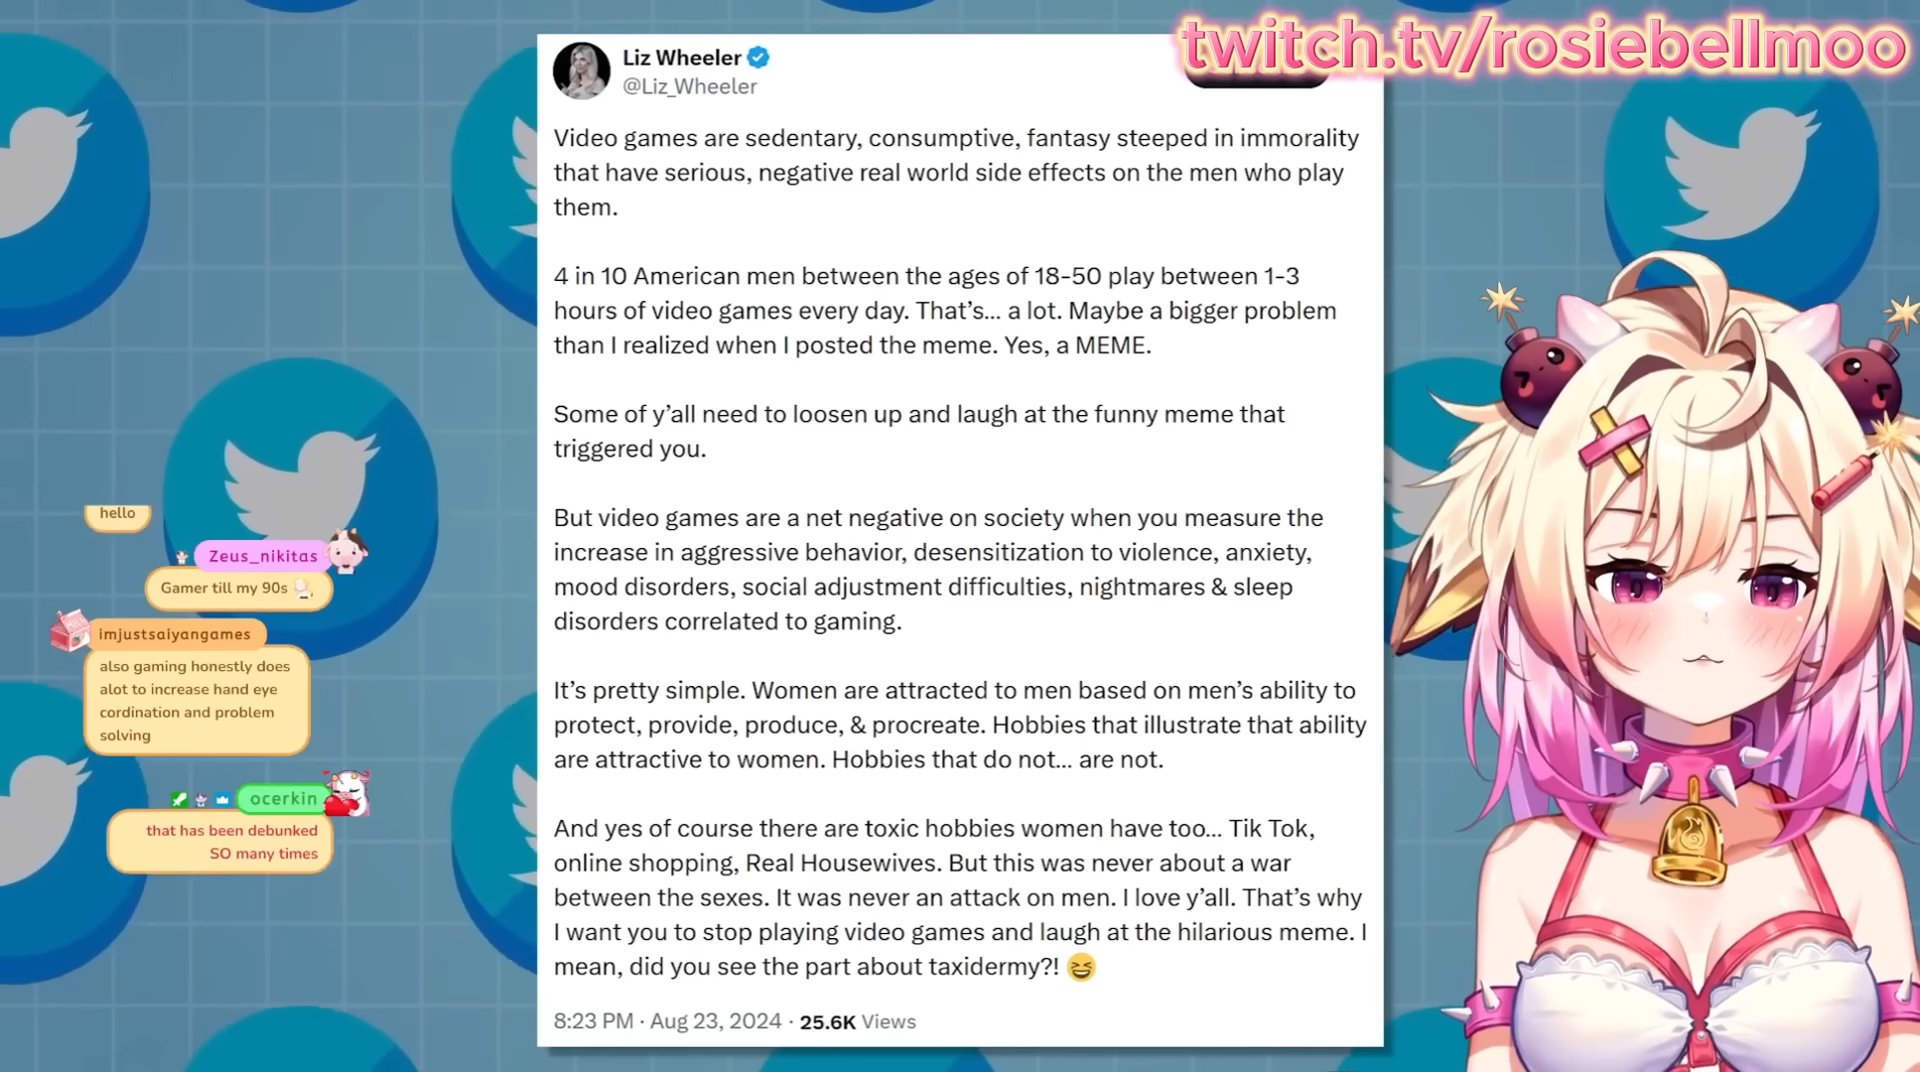 twitch.tv/rosiebellmoo
Liz Wheeler
@Liz_Wheeler
Video games are sedentary, consumptive, fantasy steeped in immorality
that have serious, negative real world side effects on the men who play
them.
4 in 10 American men between the ages of 18-50 play between 1-3
hours of video games every day. That’s... a lot. Maybe a bigger problem
than I realized when I posted the meme. Yes, a MEME.
Some of y’all need to loosen up and laugh at the funny meme that
triggered you.
But video games are a net negative on society when you measure the
increase in aggressive behavior, desensitization to violence, anxiety,
mood disorders, social adjustment difficulties, nightmares & sleep
disorders correlated to gaming.
It’s pretty simple. Women are attracted to men based on men’s ability to
protect, provide, produce, & procreate. Hobbies that illustrate that ability
are attractive to women. Hobbies that do not... are not.
And yes of course there are toxic hobbies women have too... Tik Tok,
online shopping, Real Housewives. But this was never about a war
between the sexes. It was never an attack on men. I love y’all. That’s why
I want you to stop playing video games and laugh at the hilarious meme. I
mean, did you see the part about taxidermy?! 😆
8:23 PM · Aug 23, 2024 · 25.6K Views
hello
Zeus_nikitas
Gamer till my 90s
imjustsaiyangames
also gaming honestly does
alot to increase hand eye
cordination and problem
solving
ocerkin
that has been debunked
SO many times